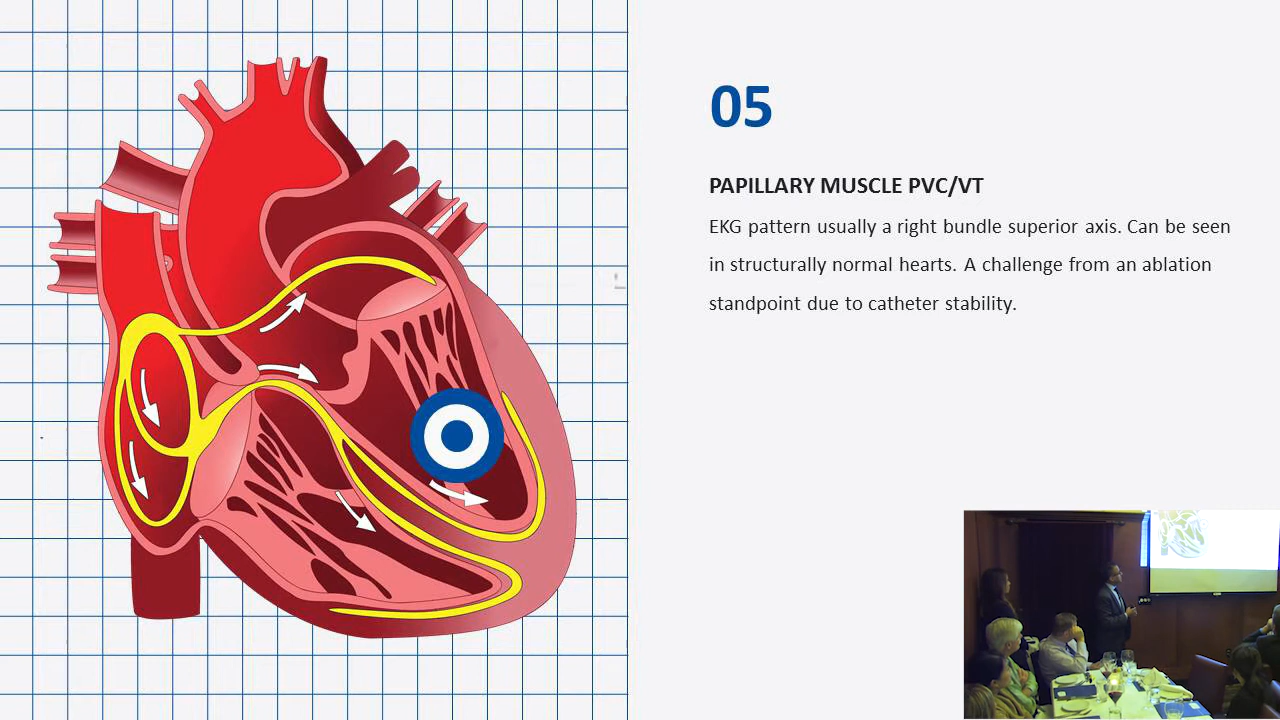 05
PAPILLARY MUSCLE PVC/VT
EKG pattern usually a right bundle superior axis. Can be seen
in structurally normal hearts. A challenge from an ablation
standpoint due to catheter stability.